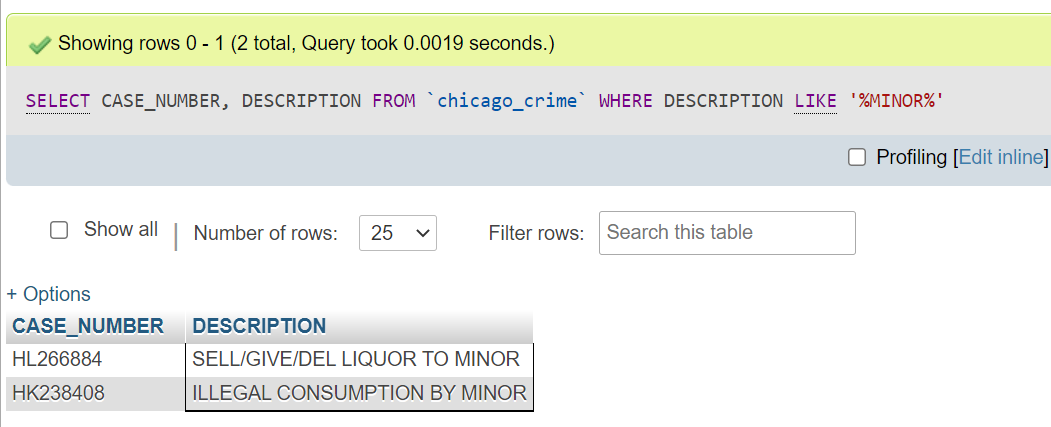 Showing rows 0 - 1 (2 total, Query took 0.0019 seconds.)
SELECT CASE_NUMBER, DESCRIPTION FROM `chicago_crime` WHERE DESCRIPTION LIKE '%MINOR%'
Profiling [Edit inline]
Show all | Number of rows: 25 Filter rows: Search this table
+ Options
CASE_NUMBER DESCRIPTION
HL266884 SELL/GIVE/DEL LIQUOR TO MINOR
HK238408 ILLEGAL CONSUMPTION BY MINOR